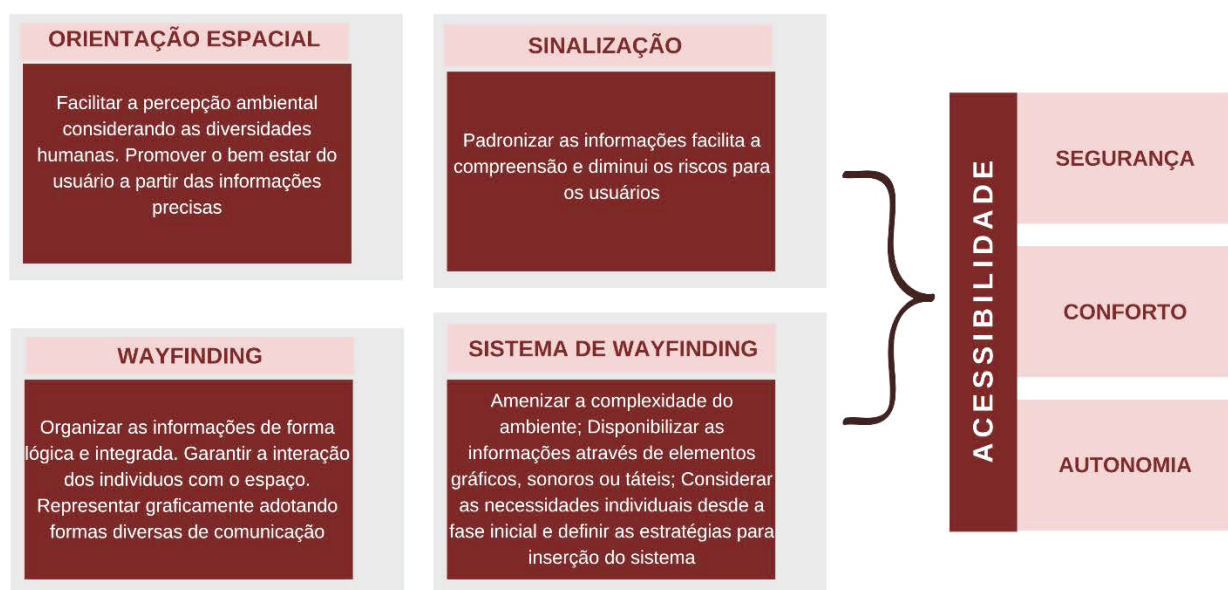 ORIENTAÇÃO ESPACIAL
Facilitar a percepção ambiental
considerando as diversidades
humanas. Promover o bem estar do
usuário a partir das informações
precisas
SINALIZAÇÃO
Padronizar as informações facilita a
compreensão e diminui os riscos para
os usuários
WAYFINDING
Organizar as informações de forma
lógica e integrada. Garantir a interação
dos individuos com o espaço.
Representar graficamente adotando
formas diversas de comunicação
SISTEMA DE WAYFINDING
Amenizar a complexidade do
ambiente; Disponibilizar as
informações através de elementos
gráficos, sonoros ou táteis; Considerar
as necessidades individuais desde a
fase inicial e definir as estratégias para
inserção do sistema
ACESSIBILIDADE
SEGURANÇA
CONFORTO
AUTONOMIA